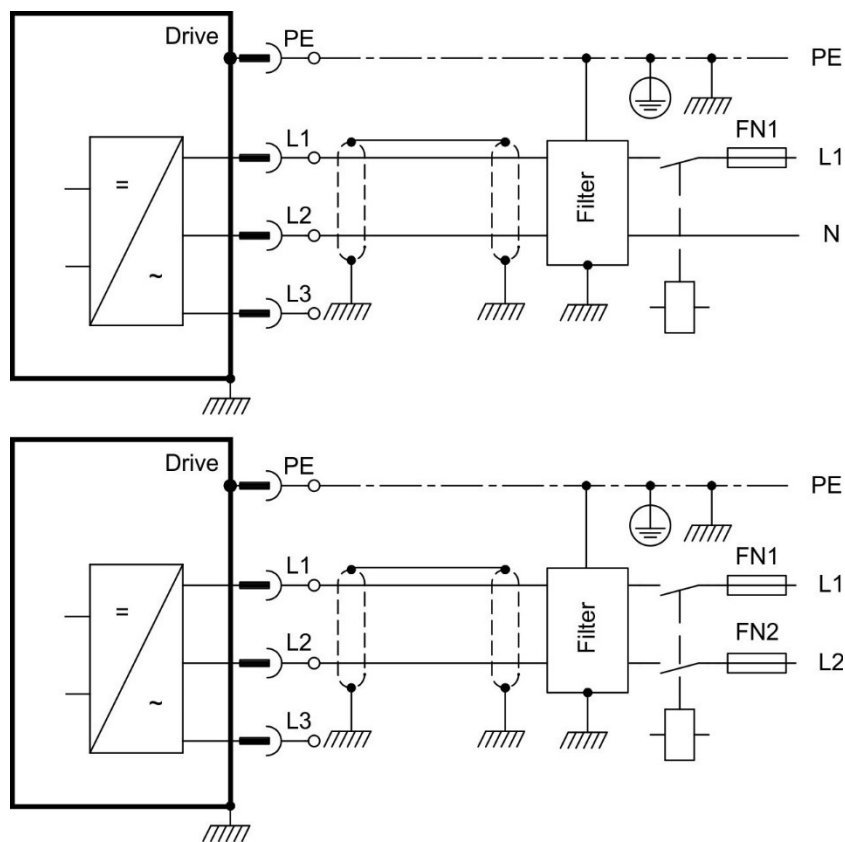 Drive
PE
PE
FN1
L1
L1
=
Filter
L2
N
~
L3
Drive
PE
PE
FN1
L1
L1
=
FN2
Filter
L2
L2
~
L3